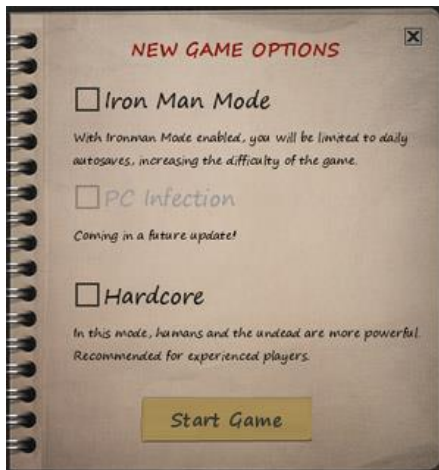 NEW GAME OPTIONS
Iron Man Mode
With Ironman Mode enabled, you will be limited to daily
autosaves, increasing the difficulty of the game.
PC Infection
Coming in a future update!
Hardcore
In this mode, humans and the undead are more powerful.
Recommended for experienced players.
Start Game